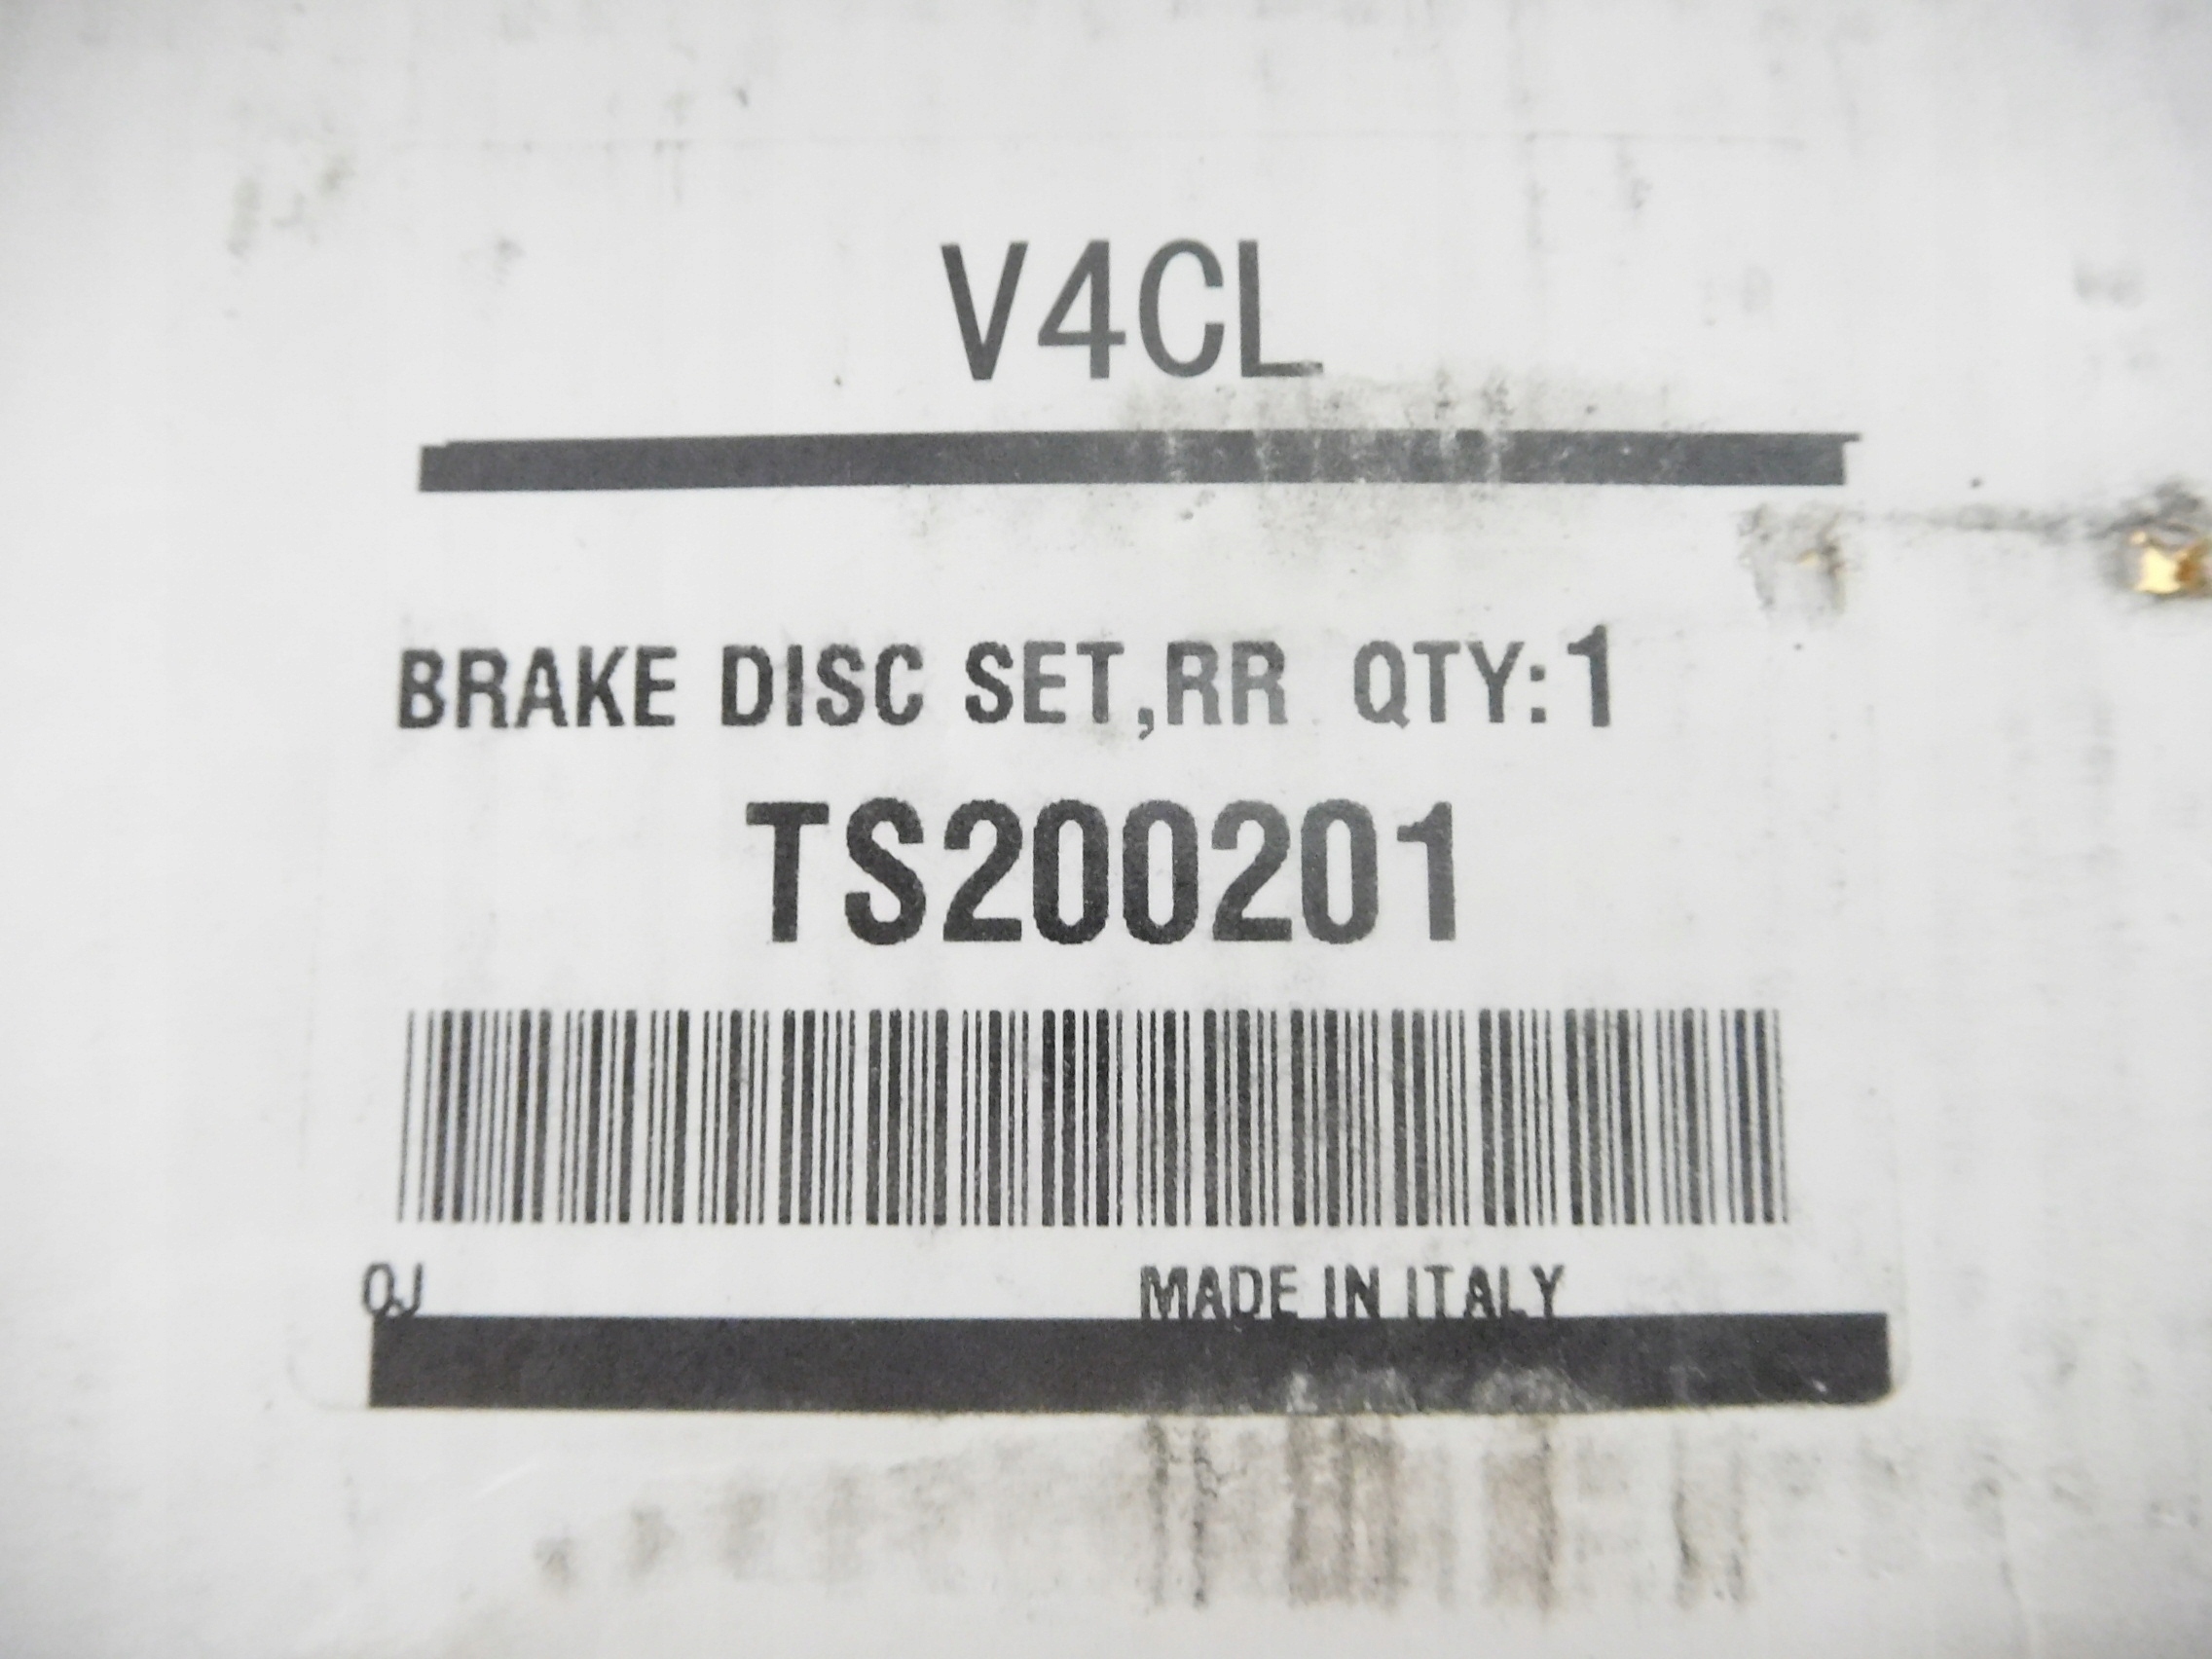 V4CL
BRAKE DISC SET,RR QTY:1
TS200201
QJ MADE IN ITALY